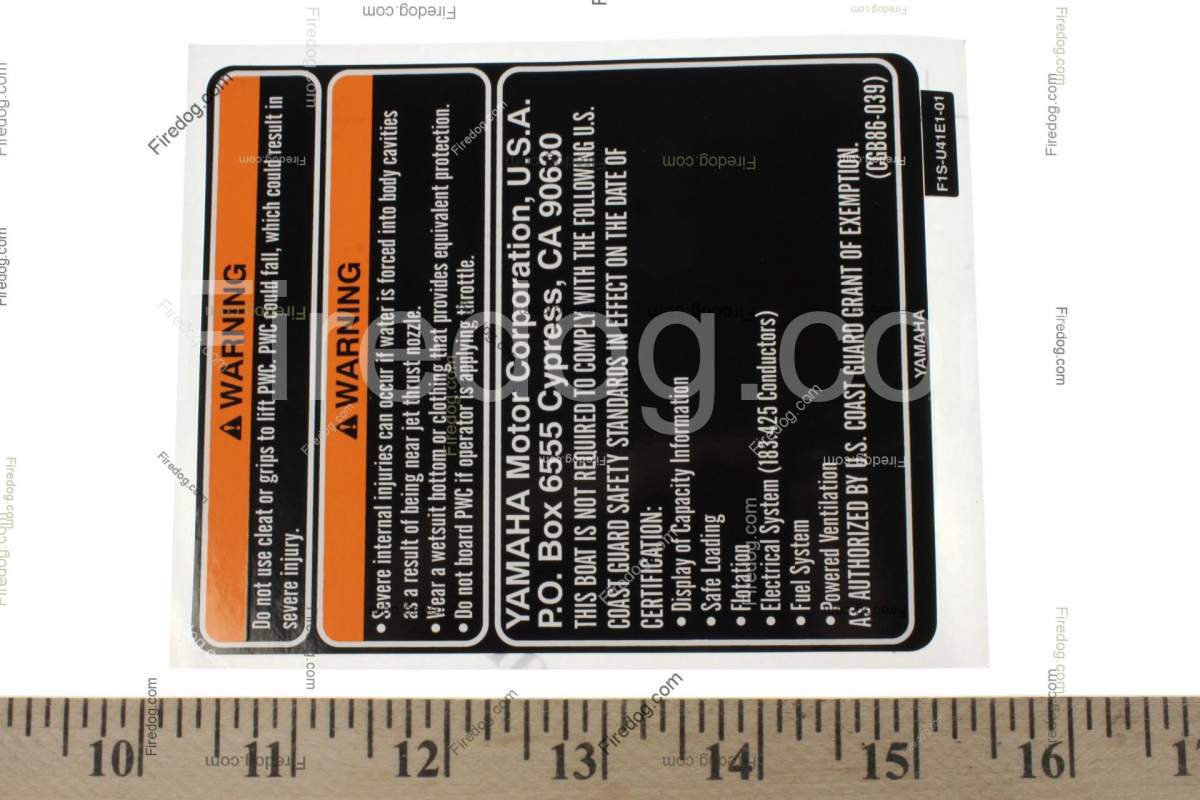 ⚠ WARNING
Do not use cleat or grips to lift PWC. PWC could fall, which could result in
severe injury.
⚠ WARNING
• Severe internal injuries can occur if water is forced into body cavities
as a result of being near jet thrust nozzle.
• Wear a wetsuit bottom or clothing that provides equivalent protection.
• Do not board PWC if operator is applying throttle.
YAMAHA Motor Corporation, U.S.A.
P.O. Box 6555 Cypress, CA 90630
THIS BOAT IS NOT REQUIRED TO COMPLY WITH THE FOLLOWING U.S.
COAST GUARD SAFETY STANDARDS IN EFFECT ON THE DATE OF
CERTIFICATION:
• Display of Capacity Information
• Safe Loading
• Flotation
• Electrical System (183.425 Conductors)
• Fuel System
• Powered Ventilation
AS AUTHORIZED BY U.S. COAST GUARD GRANT OF EXEMPTION.
(CGB86-039)
YAMAHA
F1S-U41E1-01
Firedog.co
Firedog.com
10 11 12 13 14 15 16